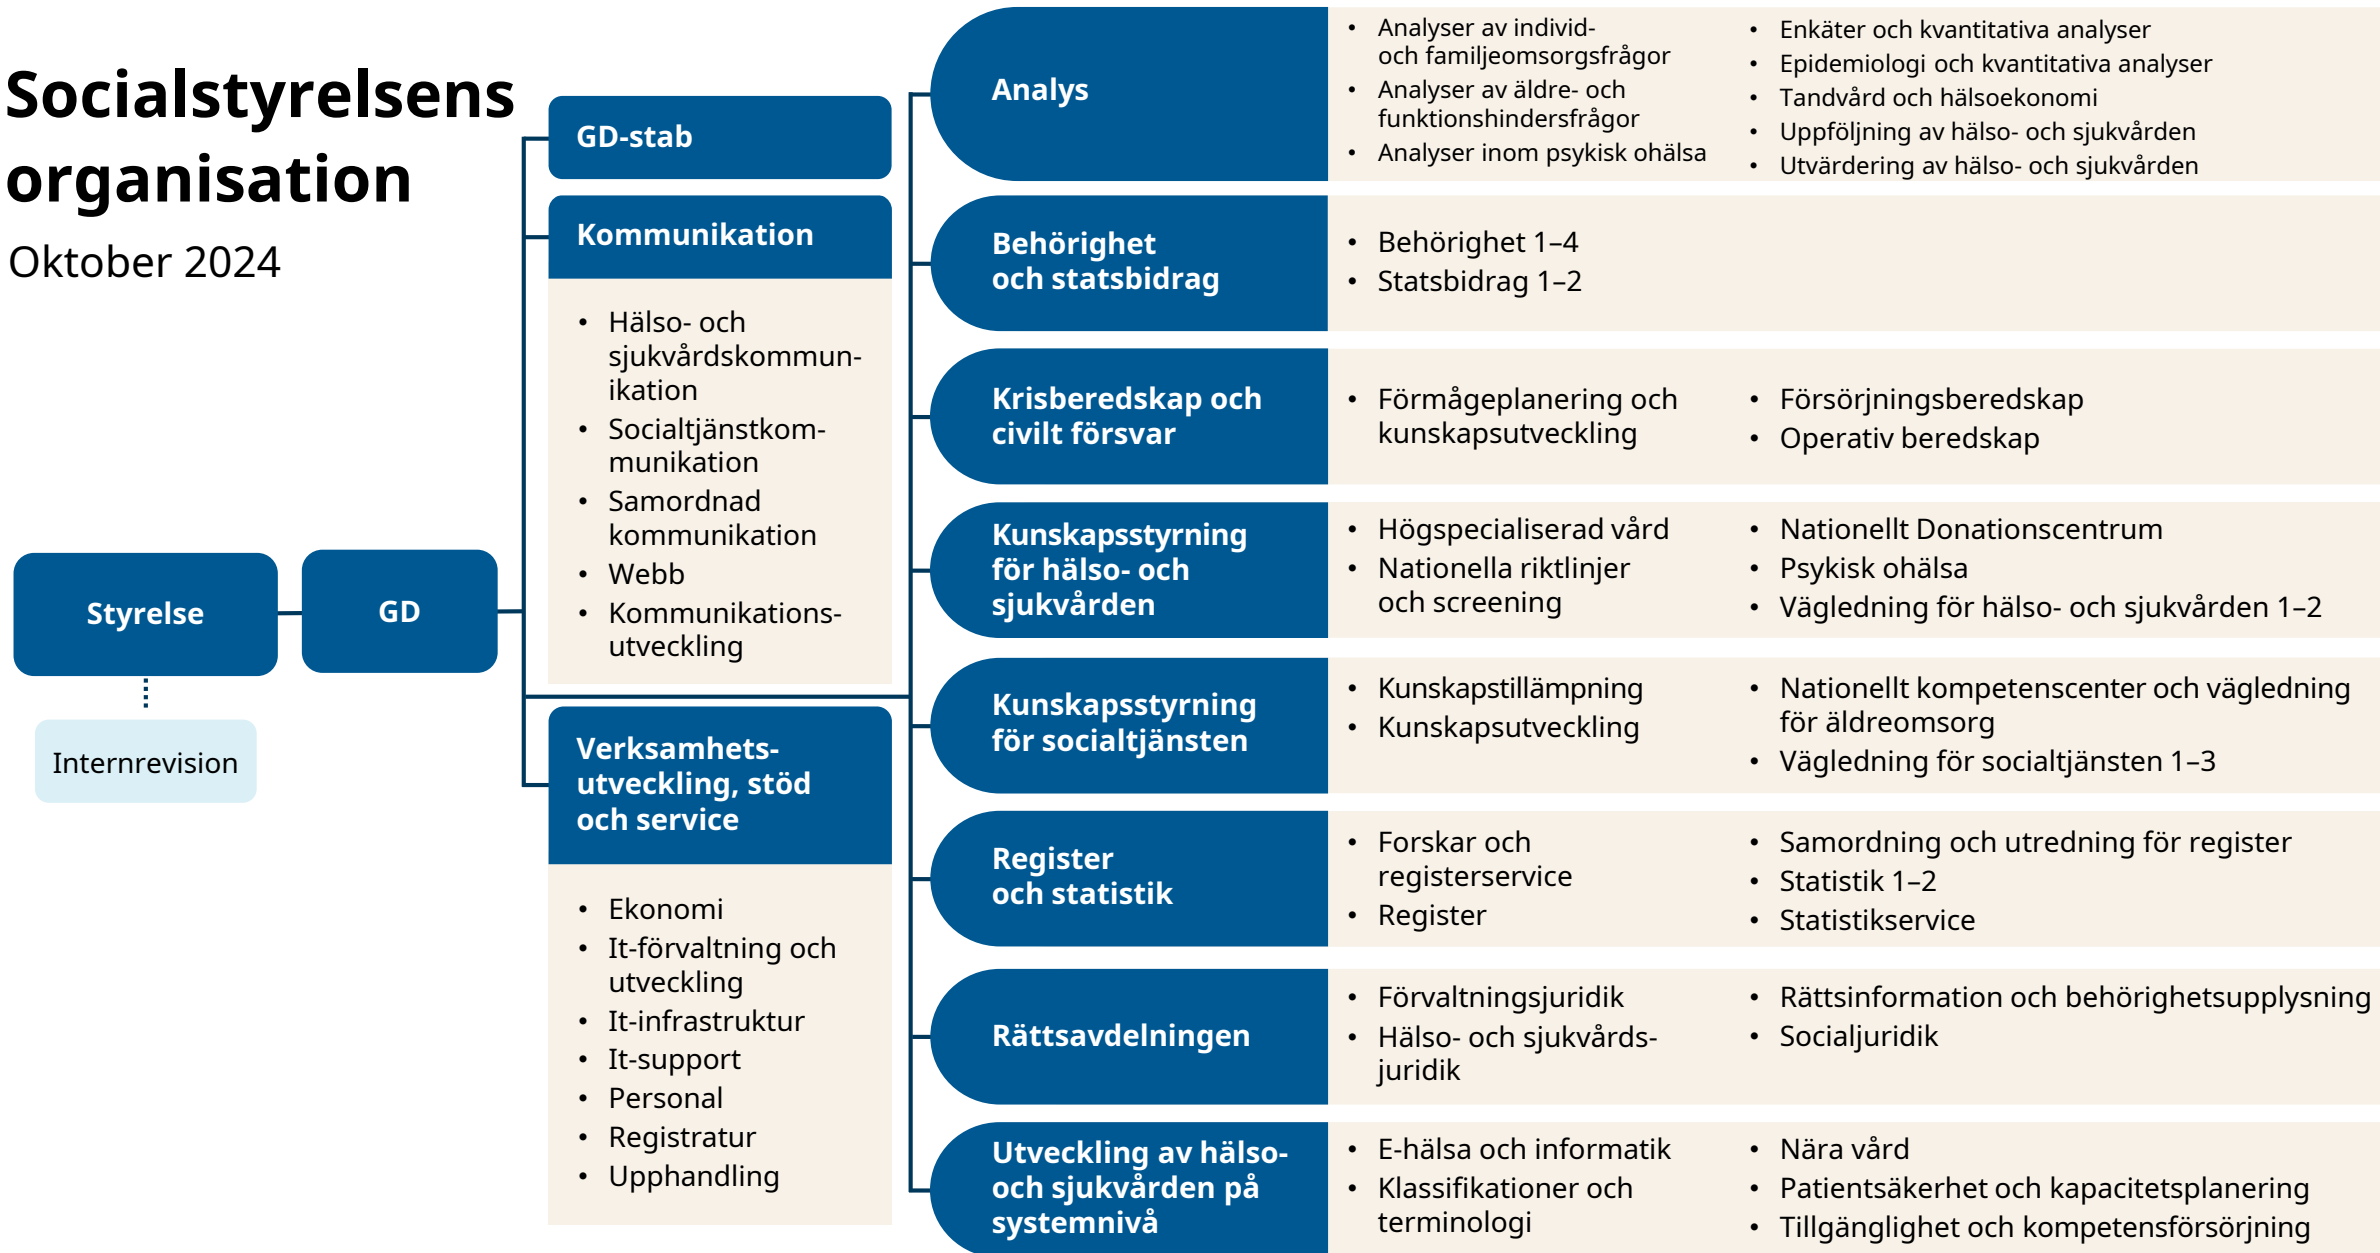 Socialstyrelsens
organisation
Oktober 2024
Styrelse
GD
Internrevision
GD-stab
Kommunikation
• Hälso- och
sjukvårdskommun-
ikation
• Socialtjänstkom-
munikation
• Samordnad
kommunikation
• Webb
• Kommunikations-
utveckling
Verksamhets-
utveckling, stöd
och service
• Ekonomi
• It-förvaltning och
utveckling
• It-infrastruktur
• It-support
• Personal
• Registratur
• Upphandling
Analys
• Analyser av individ-
och familjeomsorgsfrågor
• Analyser av äldre- och
funktionshindersfrågor
• Analyser inom psykisk ohälsa
• Enkäter och kvantitativa analyser
• Epidemiologi och kvantitativa analyser
• Tandvård och hälsoekonomi
• Uppföljning av hälso- och sjukvården
• Utvärdering av hälso- och sjukvården
Behörighet
och statsbidrag
• Behörighet 1–4
• Statsbidrag 1–2
Krisberedskap och
civilt försvar
• Förmågeplanering och
kunskapsutveckling
• Försörjningsberedskap
• Operativ beredskap
Kunskapsstyrning
för hälso- och
sjukvården
• Högspecialiserad vård
• Nationella riktlinjer
och screening
• Nationellt Donationscentrum
• Psykisk ohälsa
• Vägledning för hälso- och sjukvården 1–2
Kunskapsstyrning
för socialtjänsten
• Kunskapstillämpning
• Kunskapsutveckling
• Nationellt kompetenscenter och vägledning
för äldreomsorg
• Vägledning för socialtjänsten 1–3
Register
och statistik
• Forskar och
registerservice
• Register
• Samordning och utredning för register
• Statistik 1–2
• Statistikservice
Rättsavdelningen
• Förvaltningsjuridik
• Hälso- och sjukvårds-
juridik
• Rättsinformation och behörighetsupplysning
• Socialjuridik
Utveckling av hälso-
och sjukvården på
systemnivå
• E-hälsa och informatik
• Klassifikationer och
terminologi
• Nära vård
• Patientsäkerhet och kapacitetsplanering
• Tillgänglighet och kompetensförsörjning